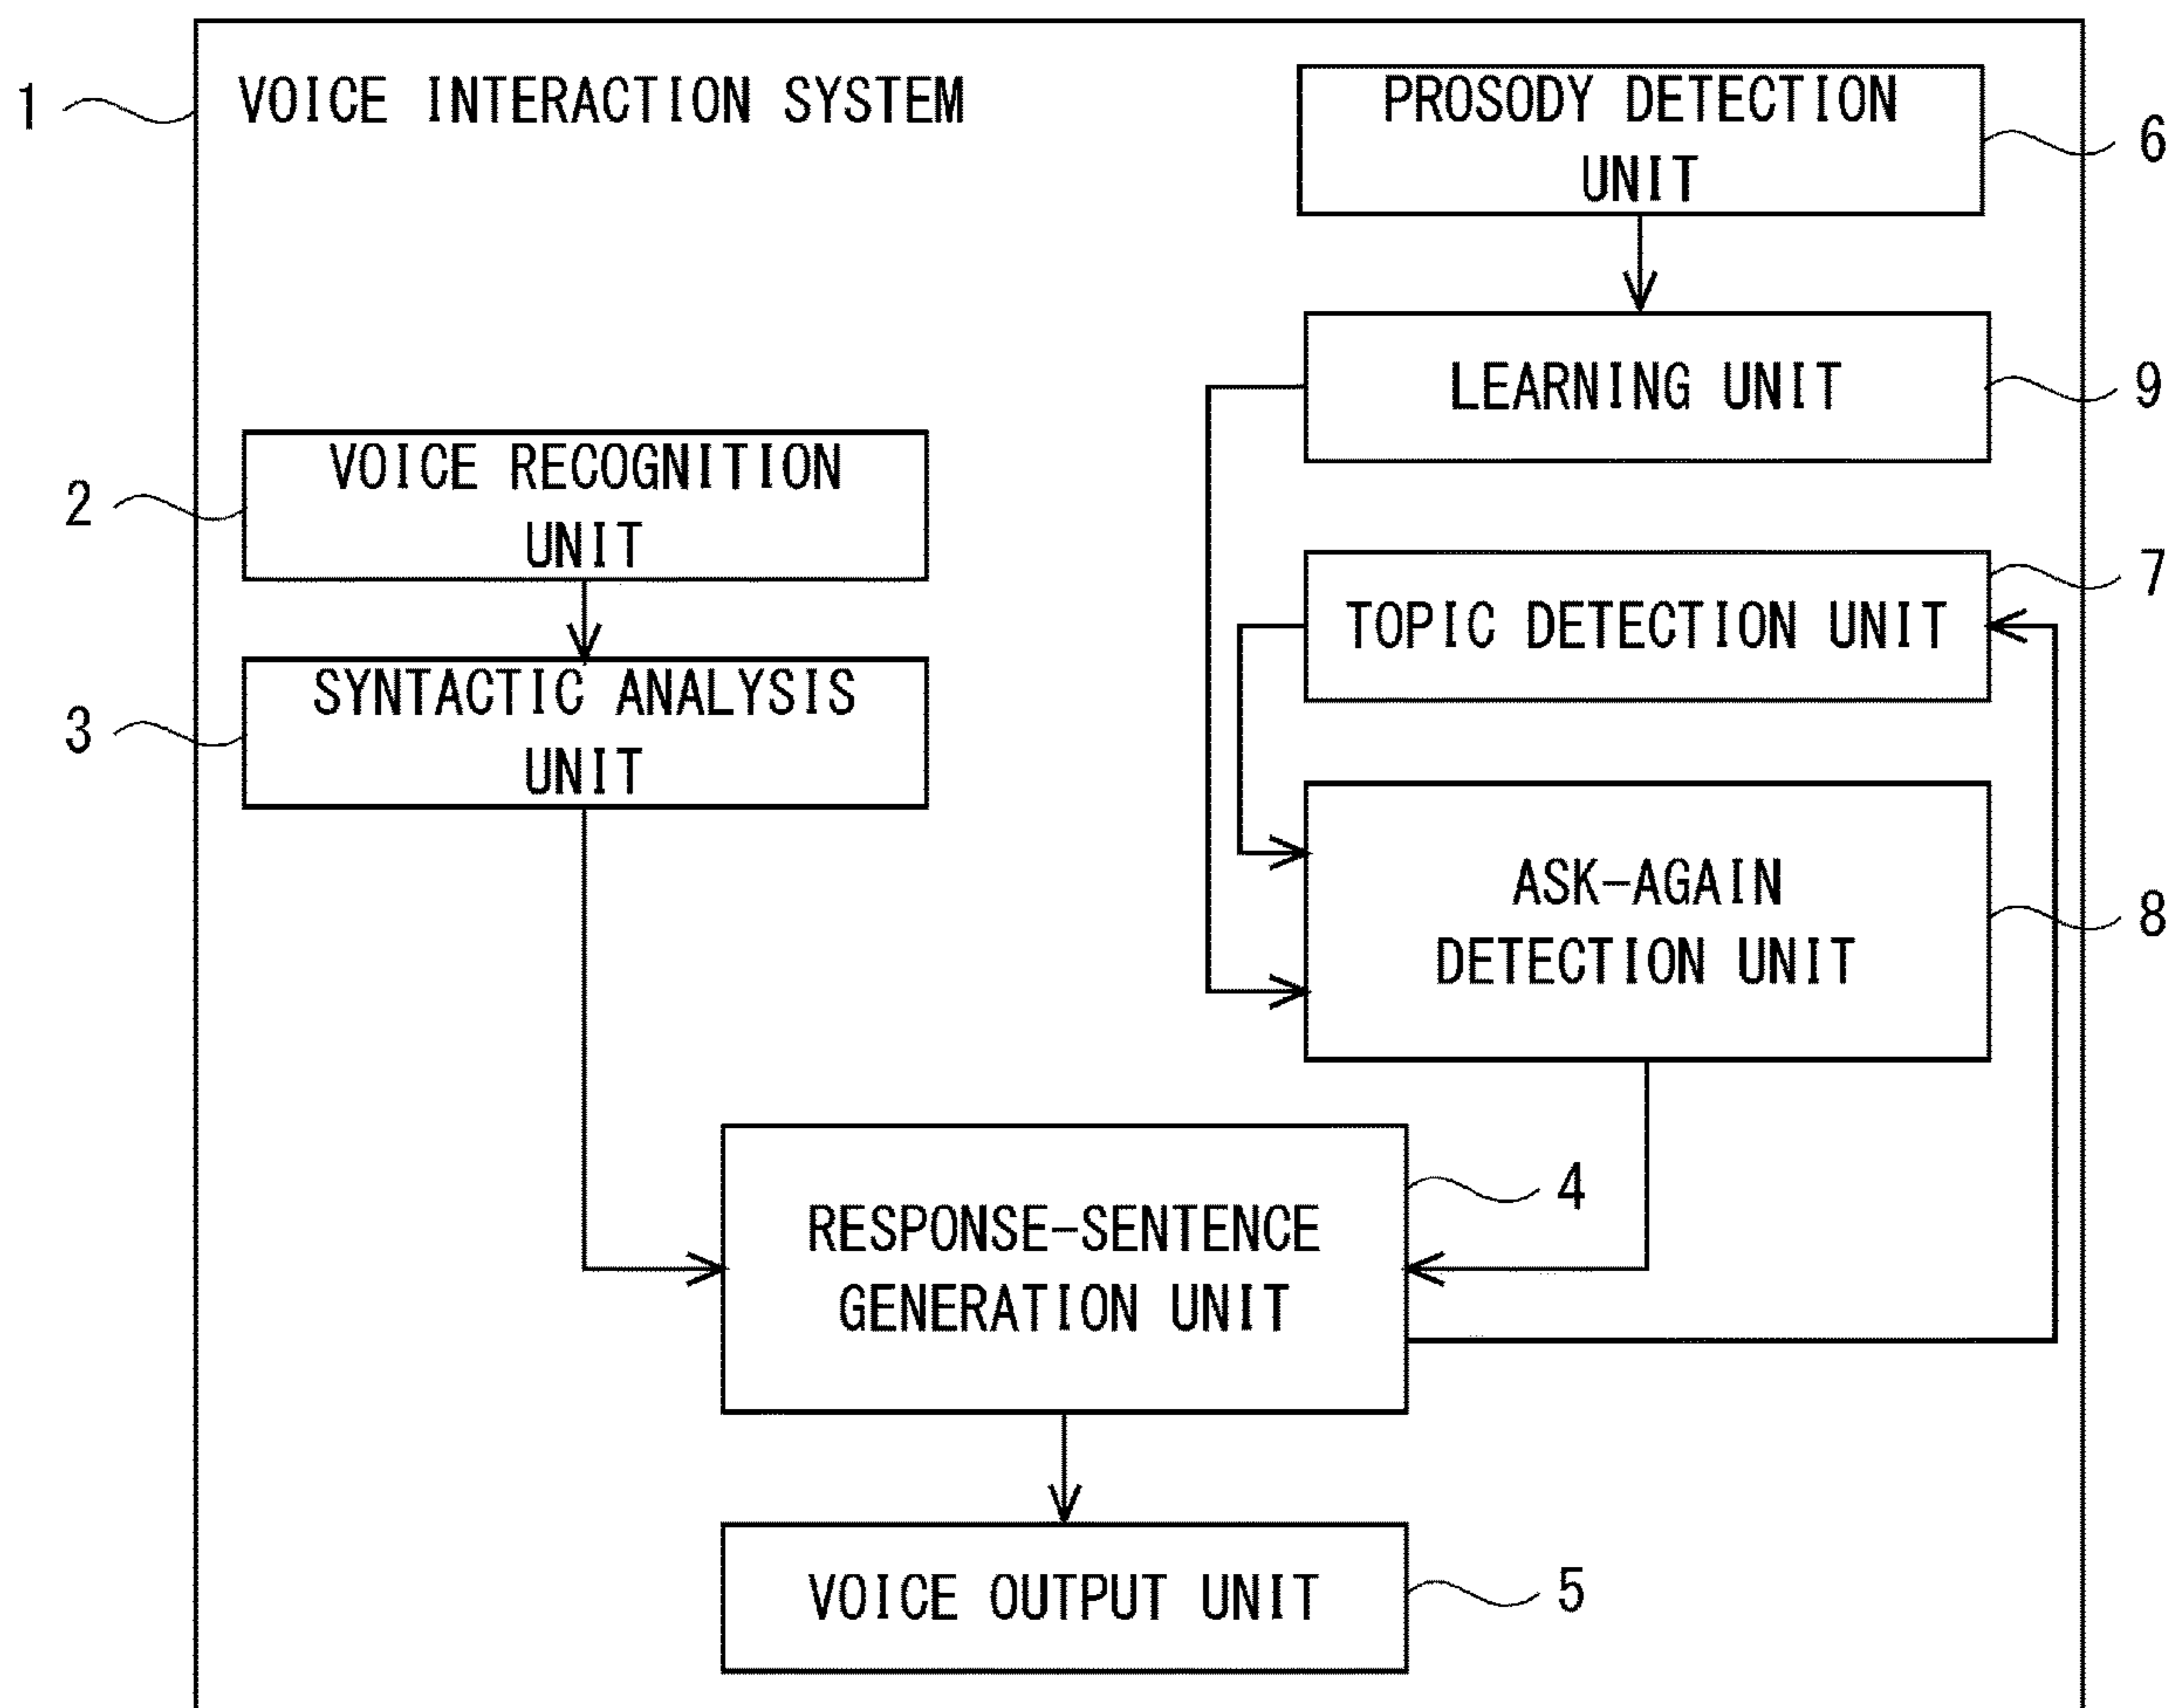 1
VOICE INTERACTION SYSTEM
PROSODY DETECTION
UNIT
6
LEARNING UNIT
9
VOICE RECOGNITION
UNIT
2
TOPIC DETECTION UNIT
7
SYNTACTIC ANALYSIS
UNIT
3
ASK-AGAIN
DETECTION UNIT
8
RESPONSE-SENTENCE
GENERATION UNIT
4
VOICE OUTPUT UNIT
5